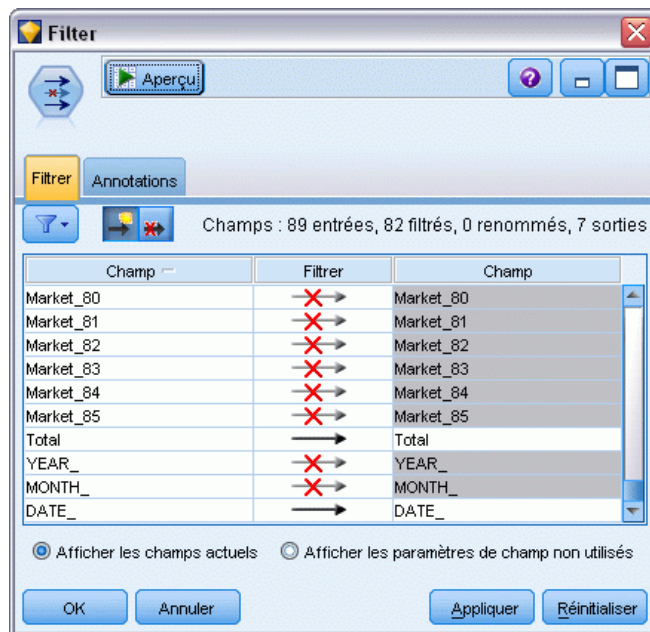 Filter
Aperçu
?
Filtrer Annotations
Champs : 89 entrées, 82 filtrés, 0 renommés, 7 sorties
Champ Filtrer Champ
Market_80 Market_80
Market_81 Market_81
Market_82 Market_82
Market_83 Market_83
Market_84 Market_84
Market_85 Market_85
Total Total
YEAR_ YEAR_
MONTH_ MONTH_
DATE_ DATE_
Afficher les champs actuels Afficher les paramètres de champ non utilisés
OK Annuler Appliquer Réinitialiser